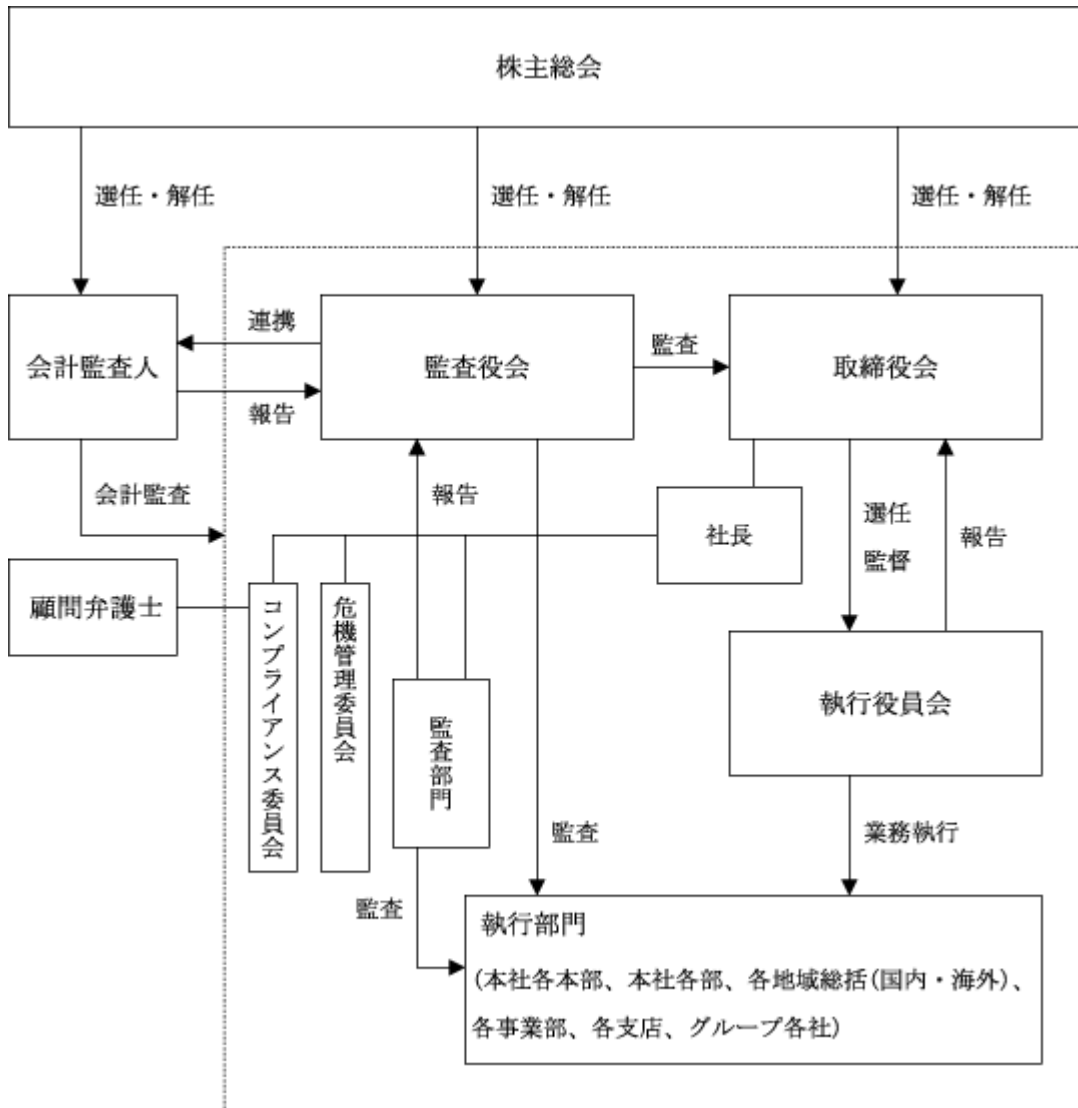 株主総会
選任・解任
選任・解任
選任・解任
会計監査人
連携
報告
監査役会
監査
取締役会
会計監査
報告
社長
選任
監督
報告
顧問弁護士
コンプライアンス委員会
危機管理委員会
監査部門
執行役員会
監査
監査
業務執行
執行部門
(本社各本部、本社各部、各地域総括(国内・海外)、
各事業部、各支店、グループ各社)